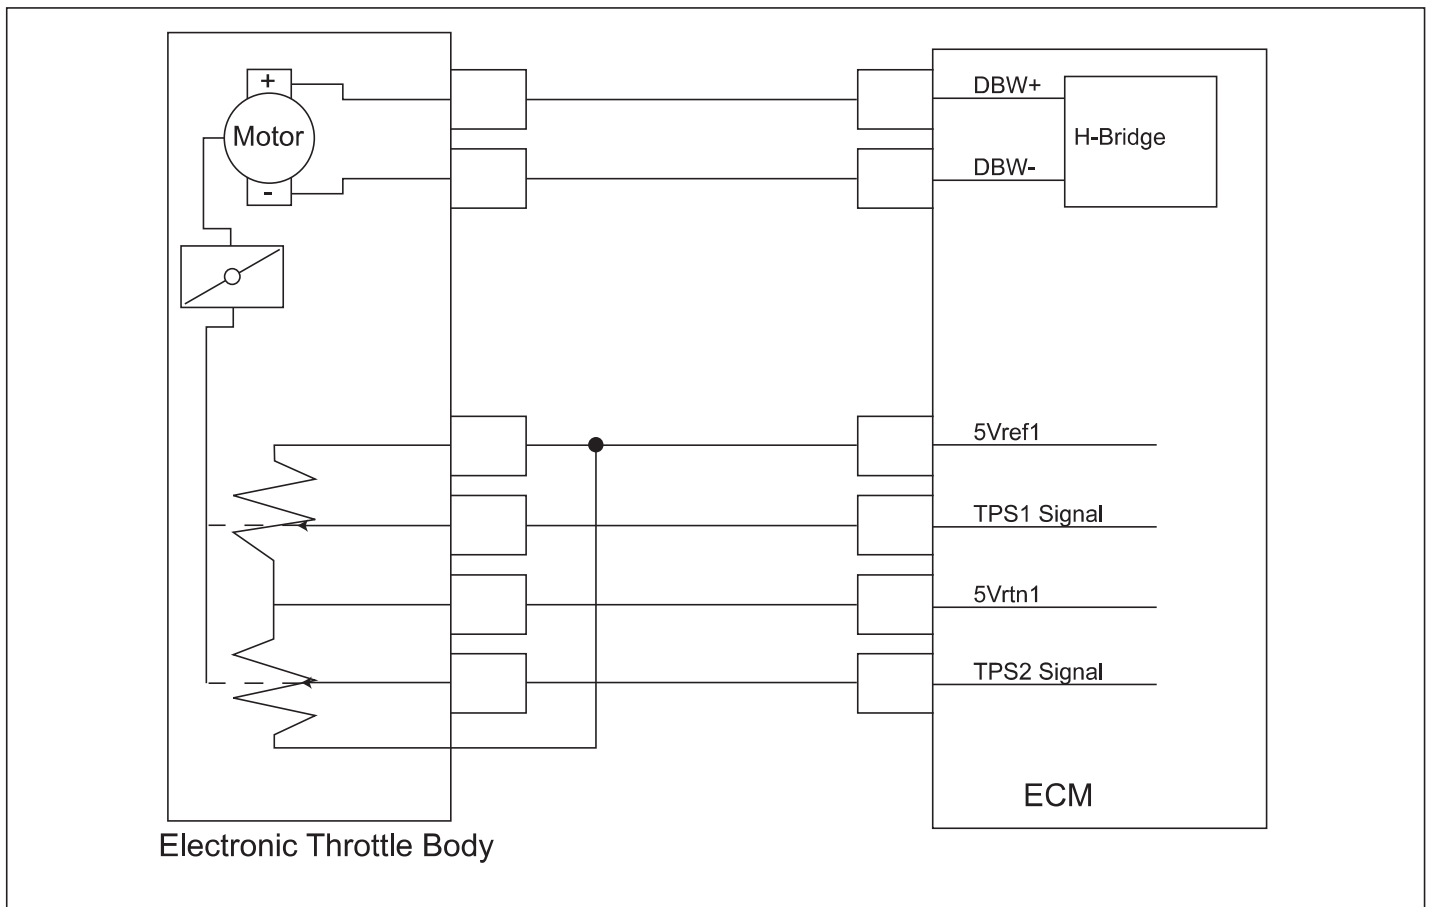 +
Motor
-
DBW+
H-Bridge
DBW-
5Vref1
TPS1 Signal
5Vrtn1
TPS2 Signal
ECM
Electronic Throttle Body